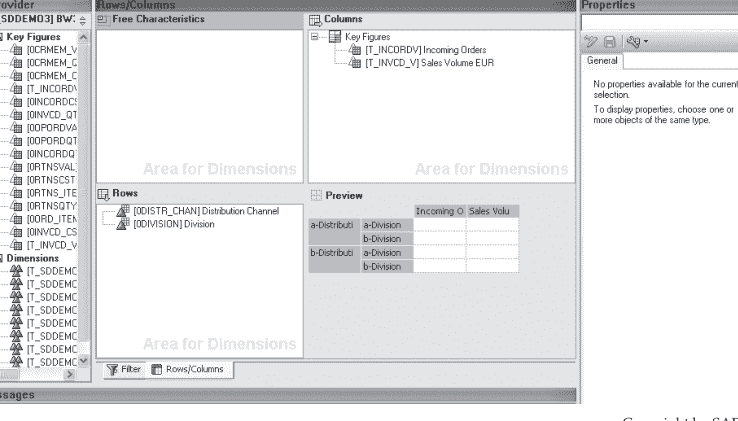 rovider
[SDDEMO3] BW:
Key Figures
[0CRMEM_V
[0CRMEM_Q
[0CRMEM_C
[T_INCORDV
[0INCORDCS
[0INVCD_QT
[0OPORDVA
[0OPORDQT
[0INCORDQT
[0RTNSVAL
[0RTNSCST
[0RTNS_ITE
[0RTNSQTY
[0ORD_ITEN
[0INVCD_CS
[T_INVCD_V
Dimensions
[T_SDDEMC
[T_SDDEMC
[T_SDDEMC
[T_SDDEMC
[T_SDDEMC
[T_SDDEMC
[T_SDDEMC
[T_SDDEMC
ssages
Rows/Columns
Free Characteristics
Area for Dimensions
Columns
Key Figures
[T_INCORDV] Incoming Orders
[T_INVCD_V] Sales Volume EUR
Area for Dimensions
Rows
[0DISTR_CHAN] Distribution Channel
[0DIVISION] Division
Area for Dimensions
Preview
Incoming O Sales Volu
a-Distributi a-Division
b-Division
b-Distributi a-Division
b-Division
Filter Rows/Columns
Properties
General
No properties available for the current
selection.
To display properties, choose one or
more objects of the same type.